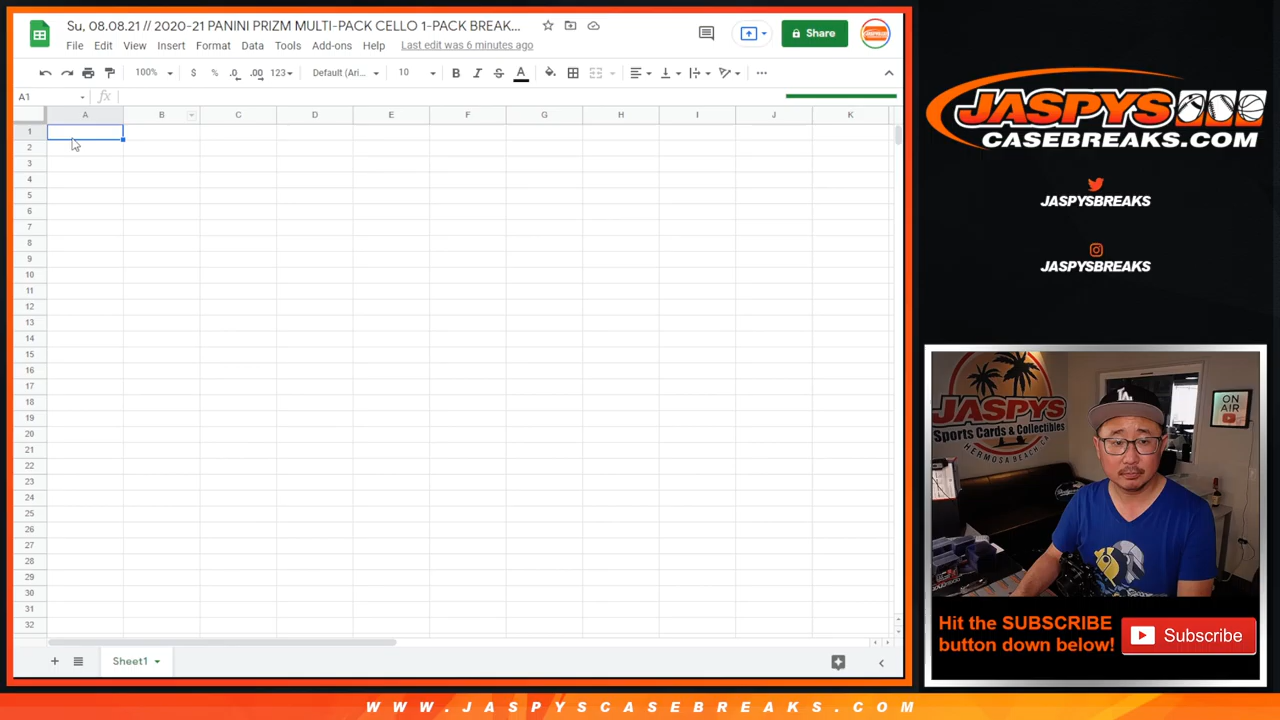 Su, 08.08.21 // 2020-21 PANINI PRIZM MULTI-PACK CELLO 1-PACK BREAK...
File Edit View Insert Format Data Tools Add-ons Help Last edit was 6 minutes ago
Share
100% $ % .0 .00 123 Default (Ari... 10 B I S A
A1 fx
A B C D E F G H I J K
1
2
3
4
5
6
7
8
9
10
11
12
13
14
15
16
17
18
19
20
21
22
23
24
25
26
27
28
29
30
31
32
Sheet1
JASPYS
CASEBREAKS.COM
JASPYSBREAKS
JASPYSBREAKS
JASPYS
Sports Cards & Collectibles
HERMOSA BEACH, CA
ON
AIR
LA
Hit the SUBSCRIBE
button down below!
Subscribe
WWW.JASPYSCASEBREAKS.COM